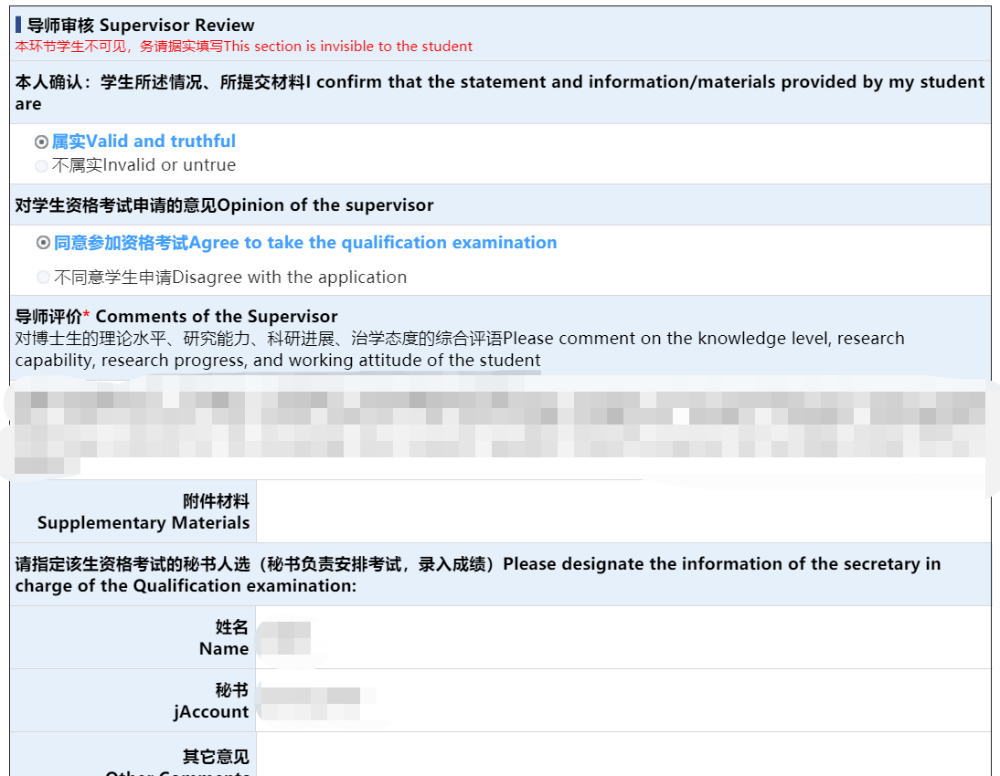 导师审核 Supervisor Review
本环节学生不可见，务请据实填写This section is invisible to the student
本人确认：学生所述情况、所提交材料I confirm that the statement and information/materials provided by my student
are
属实Valid and truthful
不属实Invalid or untrue
对学生资格考试申请的意见Opinion of the supervisor
同意参加资格考试Agree to take the qualification examination
不同意学生申请Disagree with the application
导师评价* Comments of the Supervisor
对博士生的理论水平、研究能力、科研进展、治学态度的综合评语Please comment on the knowledge level, research
capability, research progress, and working attitude of the student
附件材料
Supplementary Materials
请指定该生资格考试的秘书人选（秘书负责安排考试，录入成绩）Please designate the information of the secretary in
charge of the Qualification examination:
姓名
Name
秘书
jAccount
其它意见
Other Comments